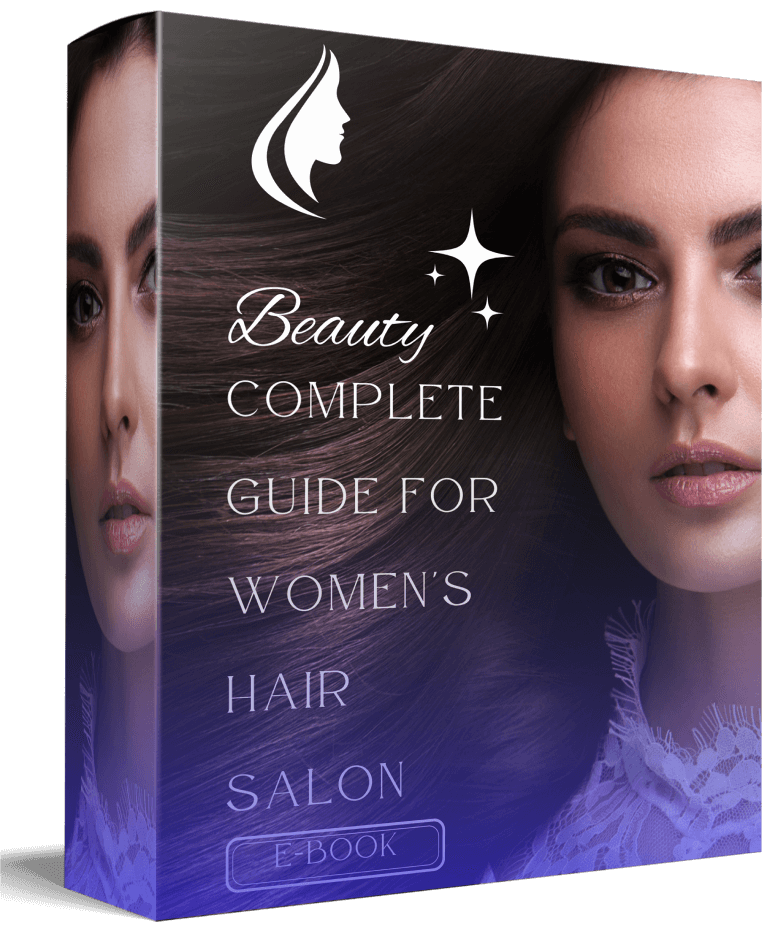 Beauty
COMPLETE
GUIDE FOR
WOMEN'S
HAIR
SALON
E-BOOK